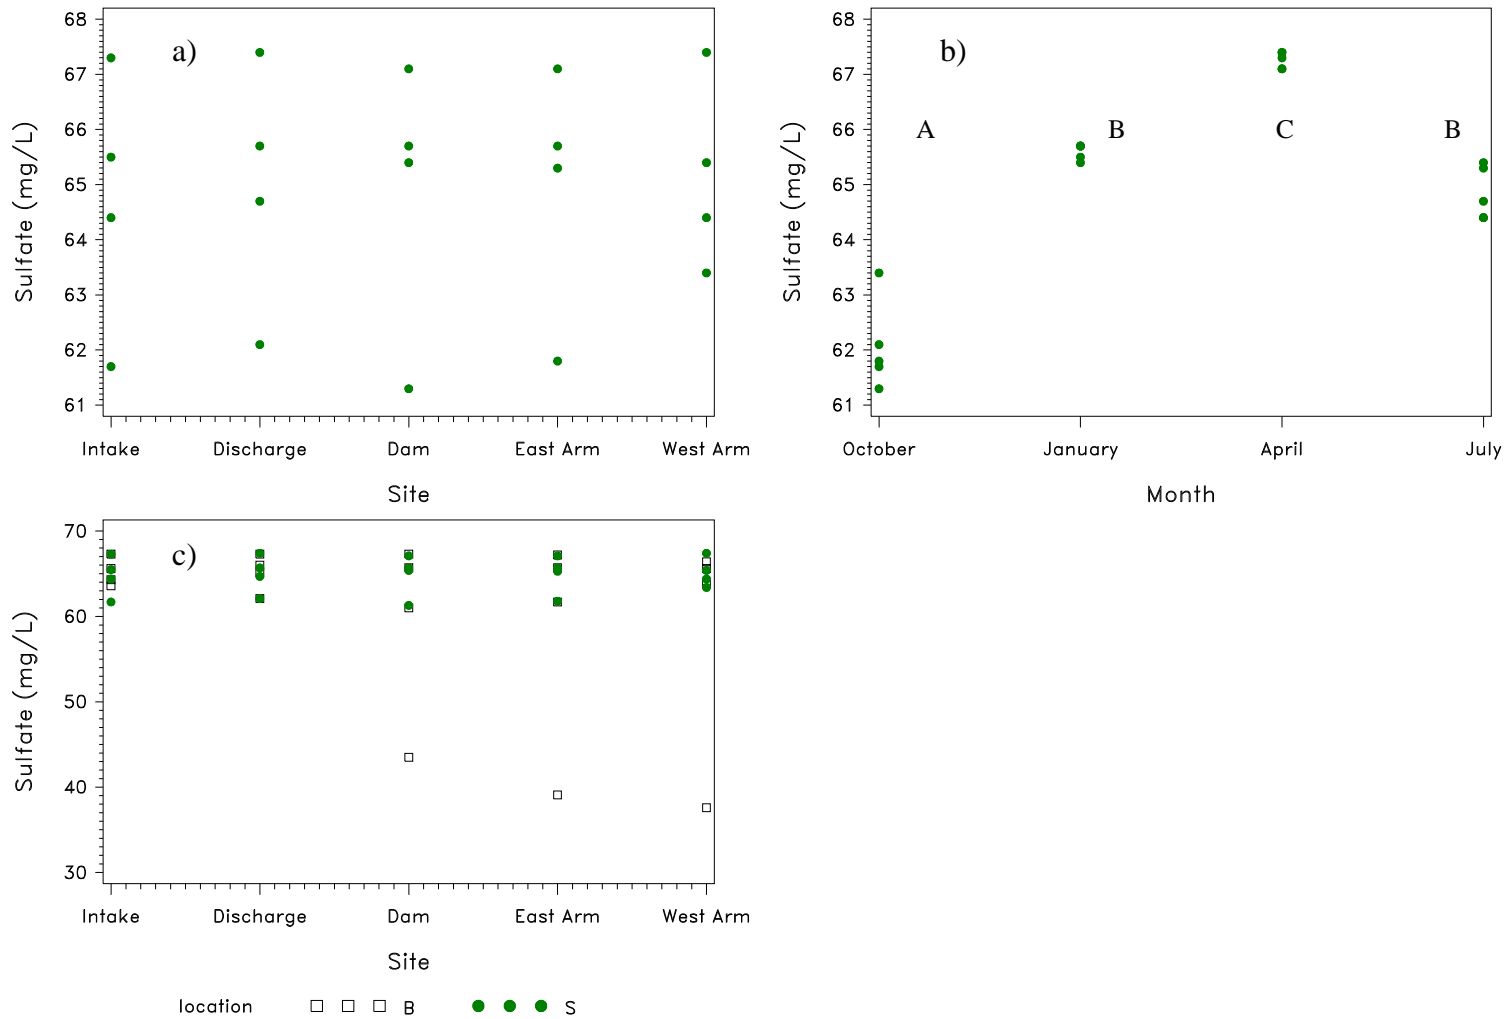 a)
Sulfate (mg/L)
68
67
66
65
64
63
62
61
Intake Discharge Dam East Arm West Arm
Site
b)
Sulfate (mg/L)
68
67
66
65
64
63
62
61
A B C B
October January April July
Month
c)
Sulfate (mg/L)
70
60
50
40
30
Intake Discharge Dam East Arm West Arm
Site
location B S